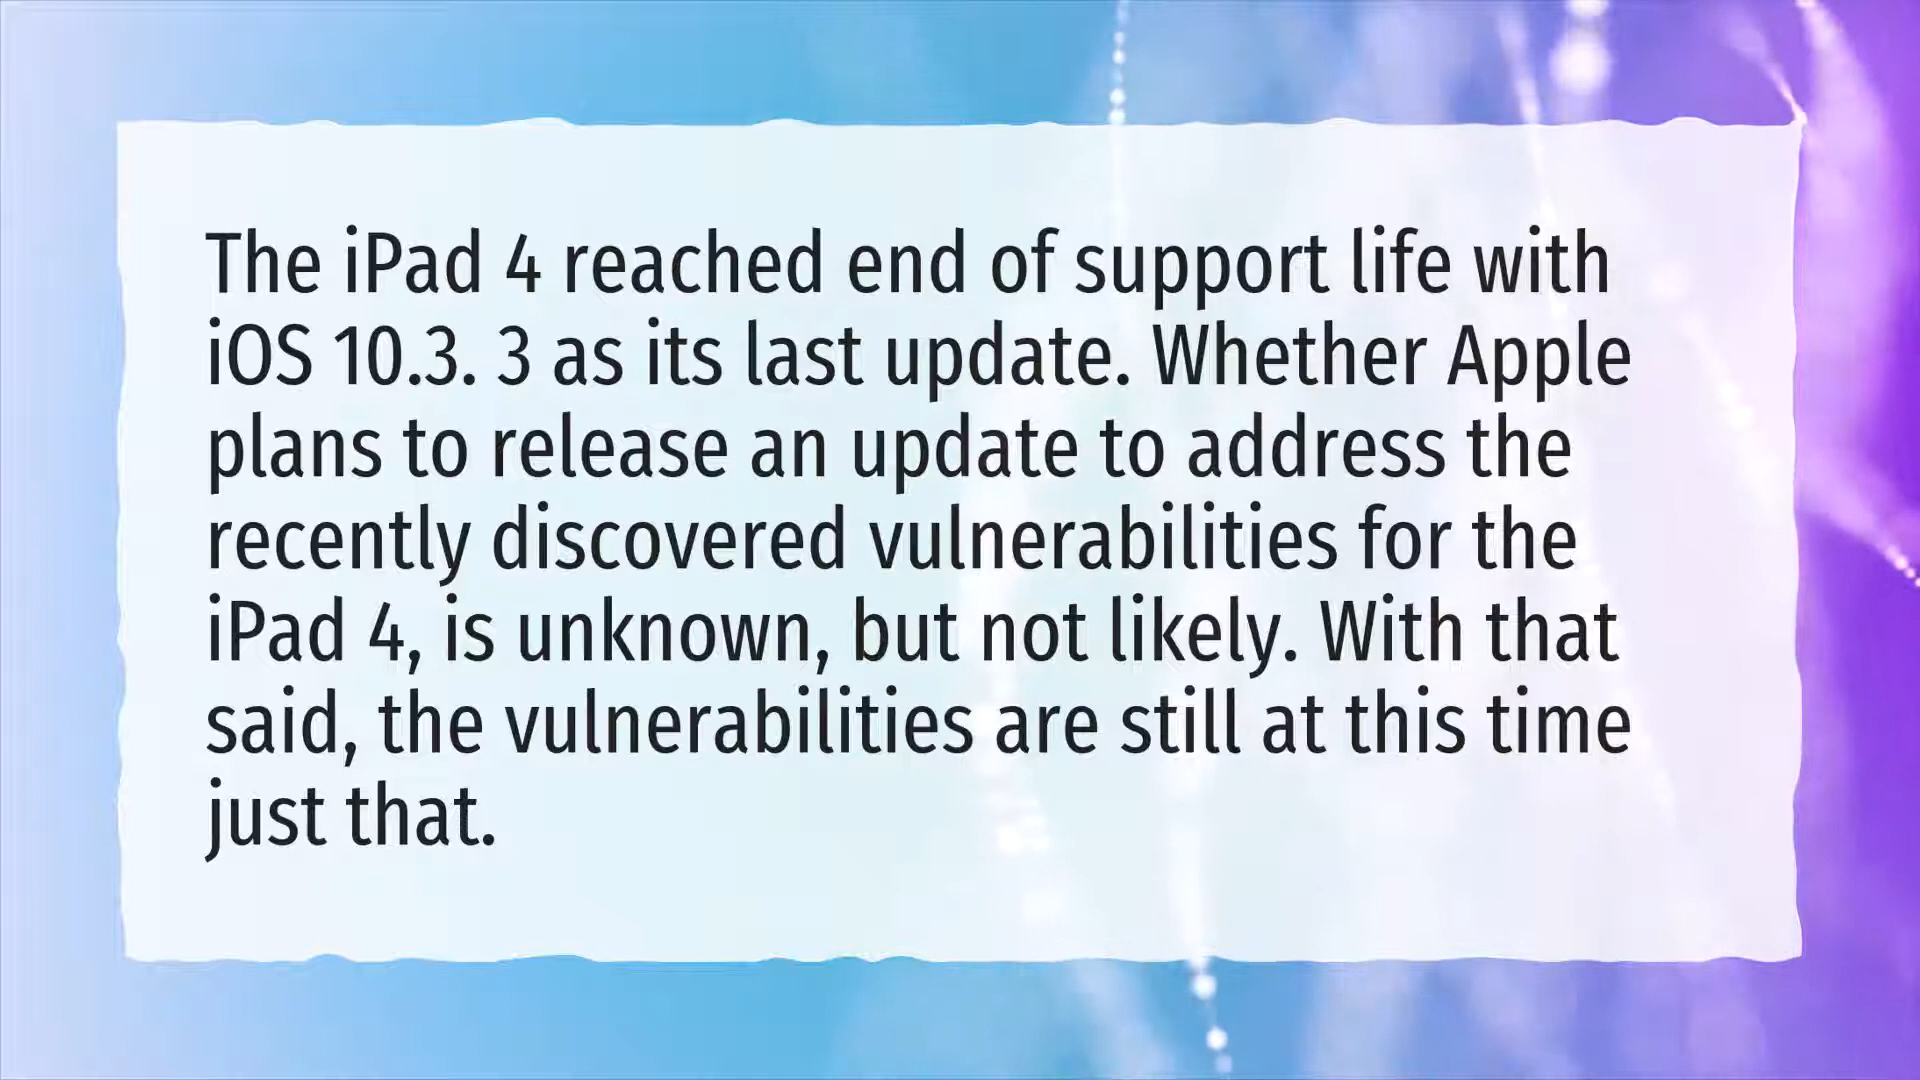 The iPad 4 reached end of support life with
iOS 10.3. 3 as its last update. Whether Apple
plans to release an update to address the
recently discovered vulnerabilities for the
iPad 4, is unknown, but not likely. With that
said, the vulnerabilities are still at this time
just that.